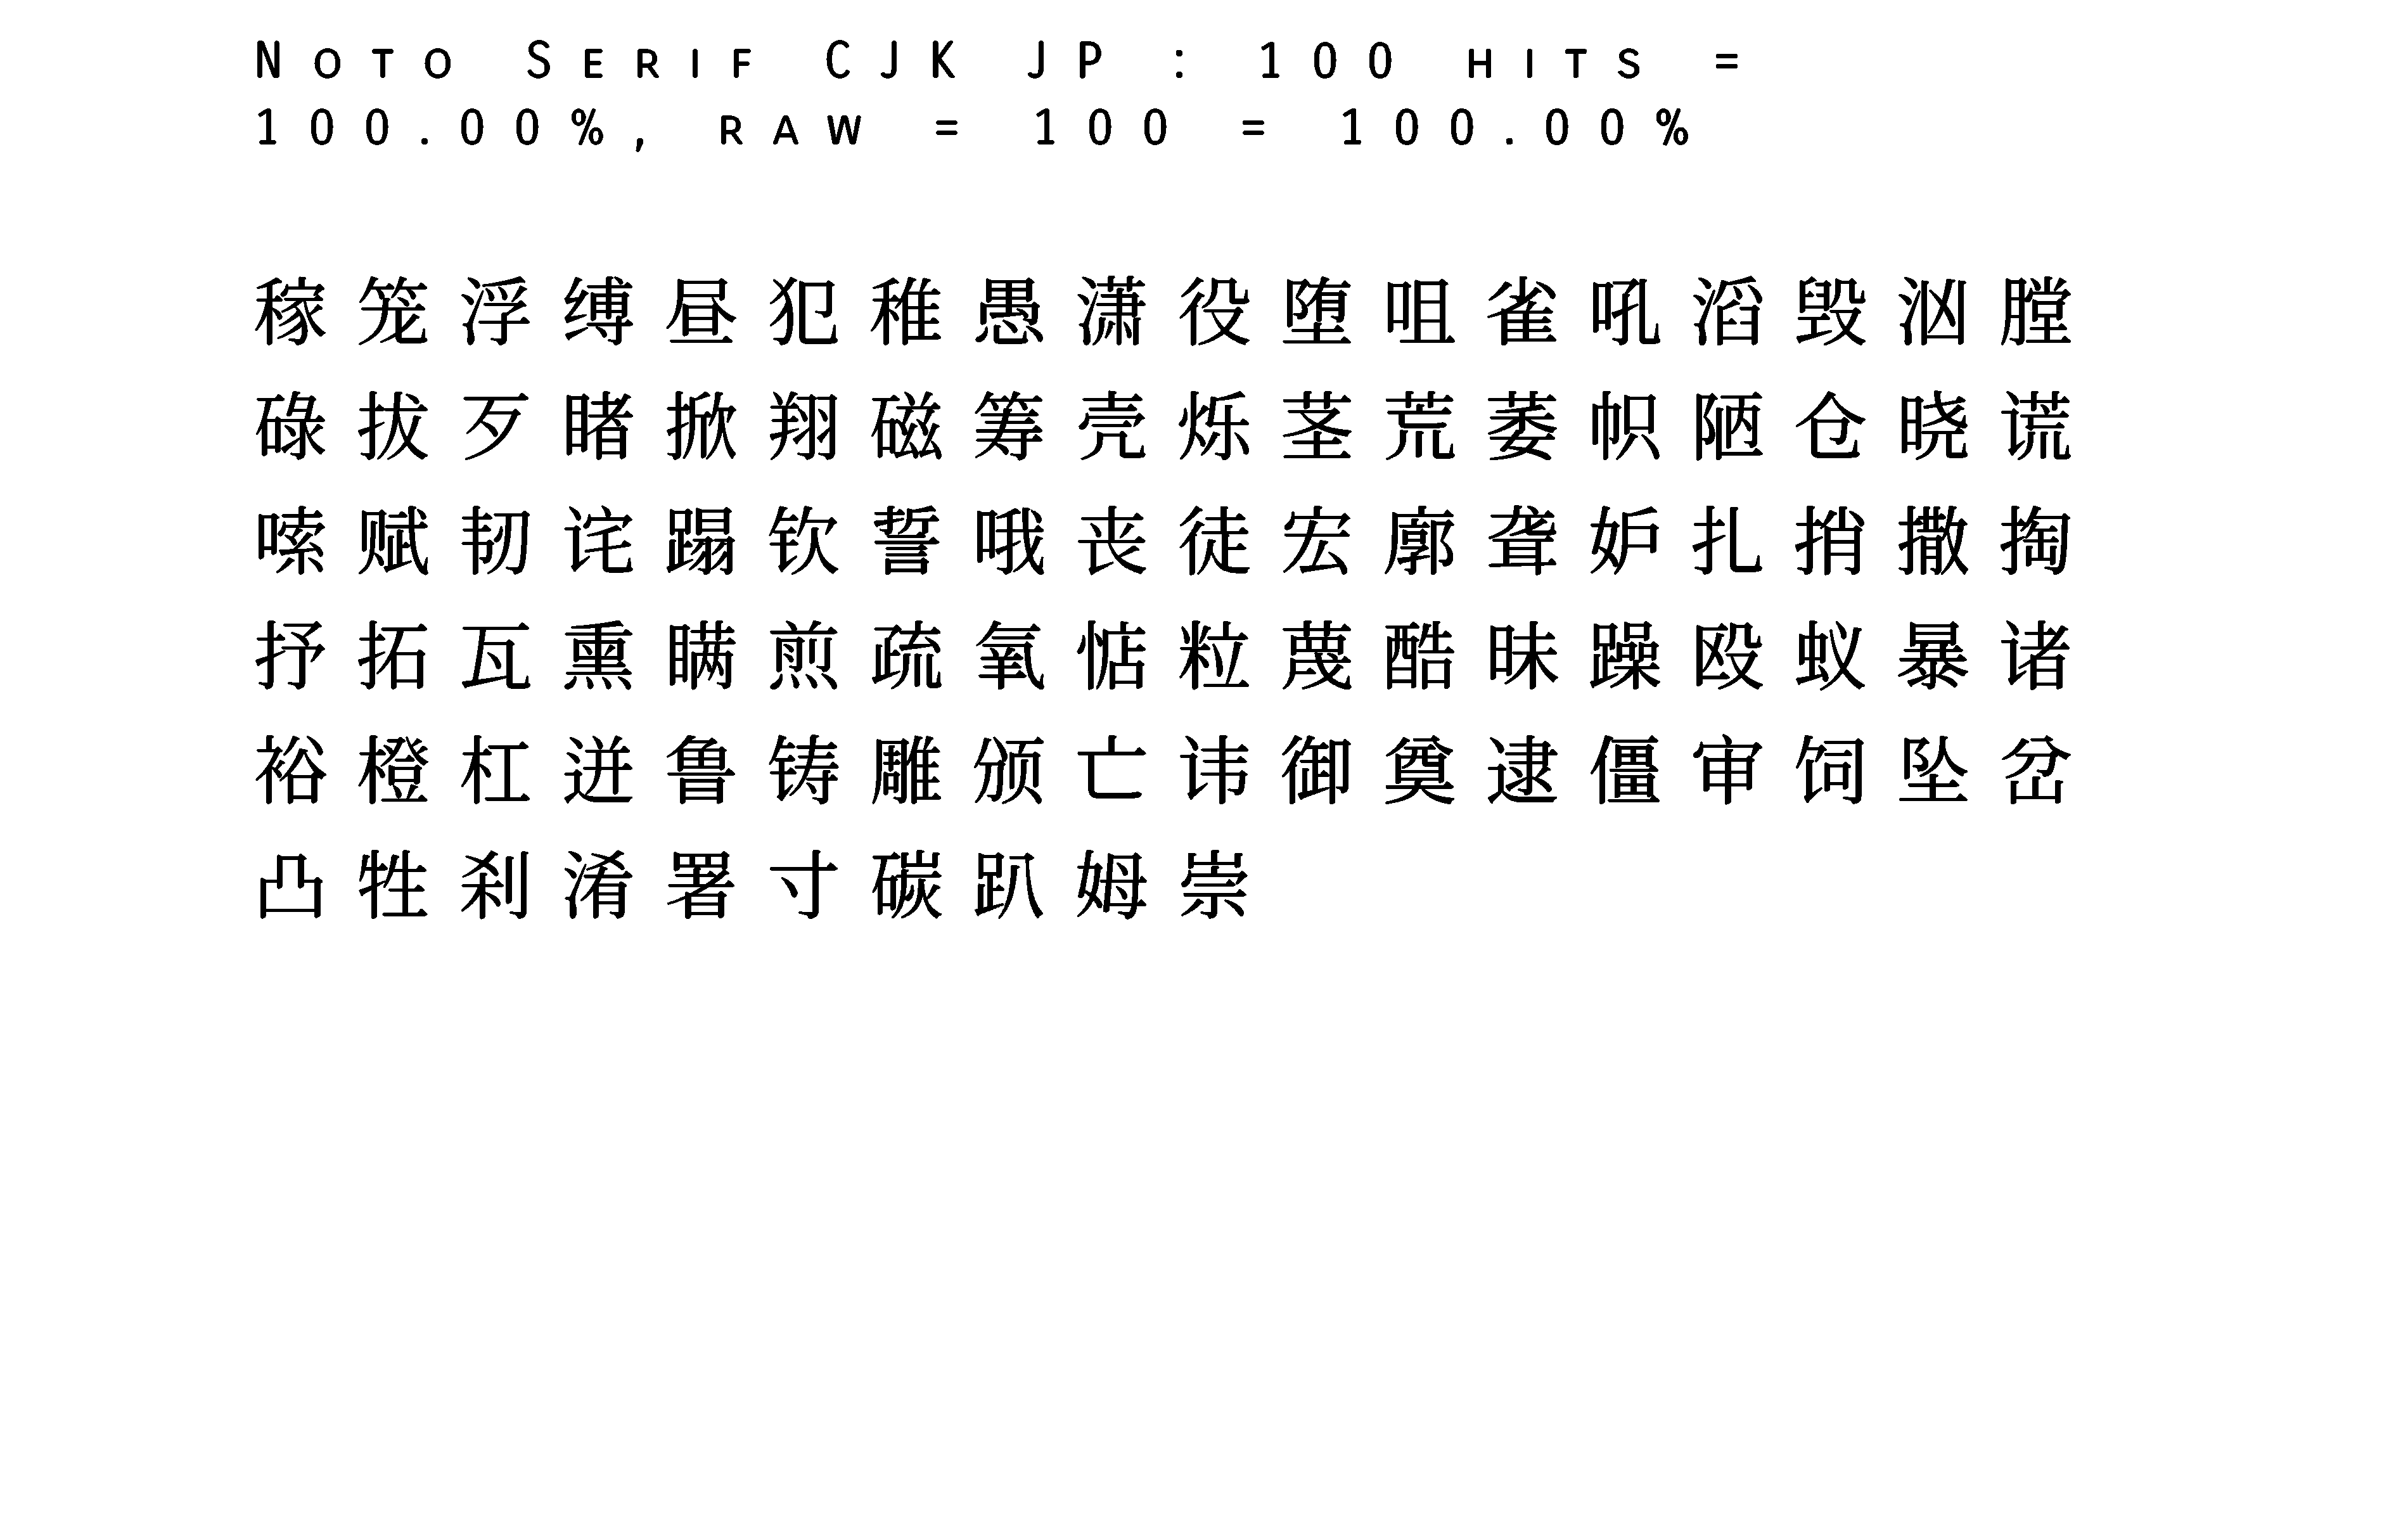 Noto Serif CJK JP : 100 hits =
100.00%, raw = 100 = 100.00%
稼笼浮缚昼犯稚愚潇役堕咀雀吼滔毁汹膛
碌拔歹睹掀翔磁筹壳烁茎荒萎帜陋仓晓谎
嗦赋韧诧蹋钦誓哦丧徒宏廓聋妒扎捎撒掏
抒拓瓦熏瞒煎疏氧惦粒蔑酷昧躁殴蚁暴诸
裕橙杠迸鲁铸雕颁亡讳御奠逮僵审饲坠岔
凸牲刹淆署寸碳趴姆崇